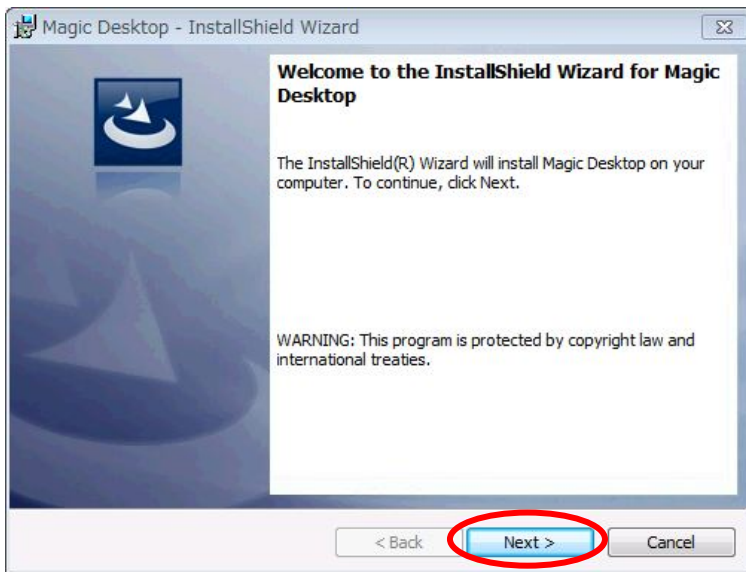 Magic Desktop - InstallShield Wizard
Welcome to the InstallShield Wizard for Magic
Desktop
The InstallShield(R) Wizard will install Magic Desktop on your
computer. To continue, click Next.
WARNING: This program is protected by copyright law and
international treaties.
< Back
Next >
Cancel